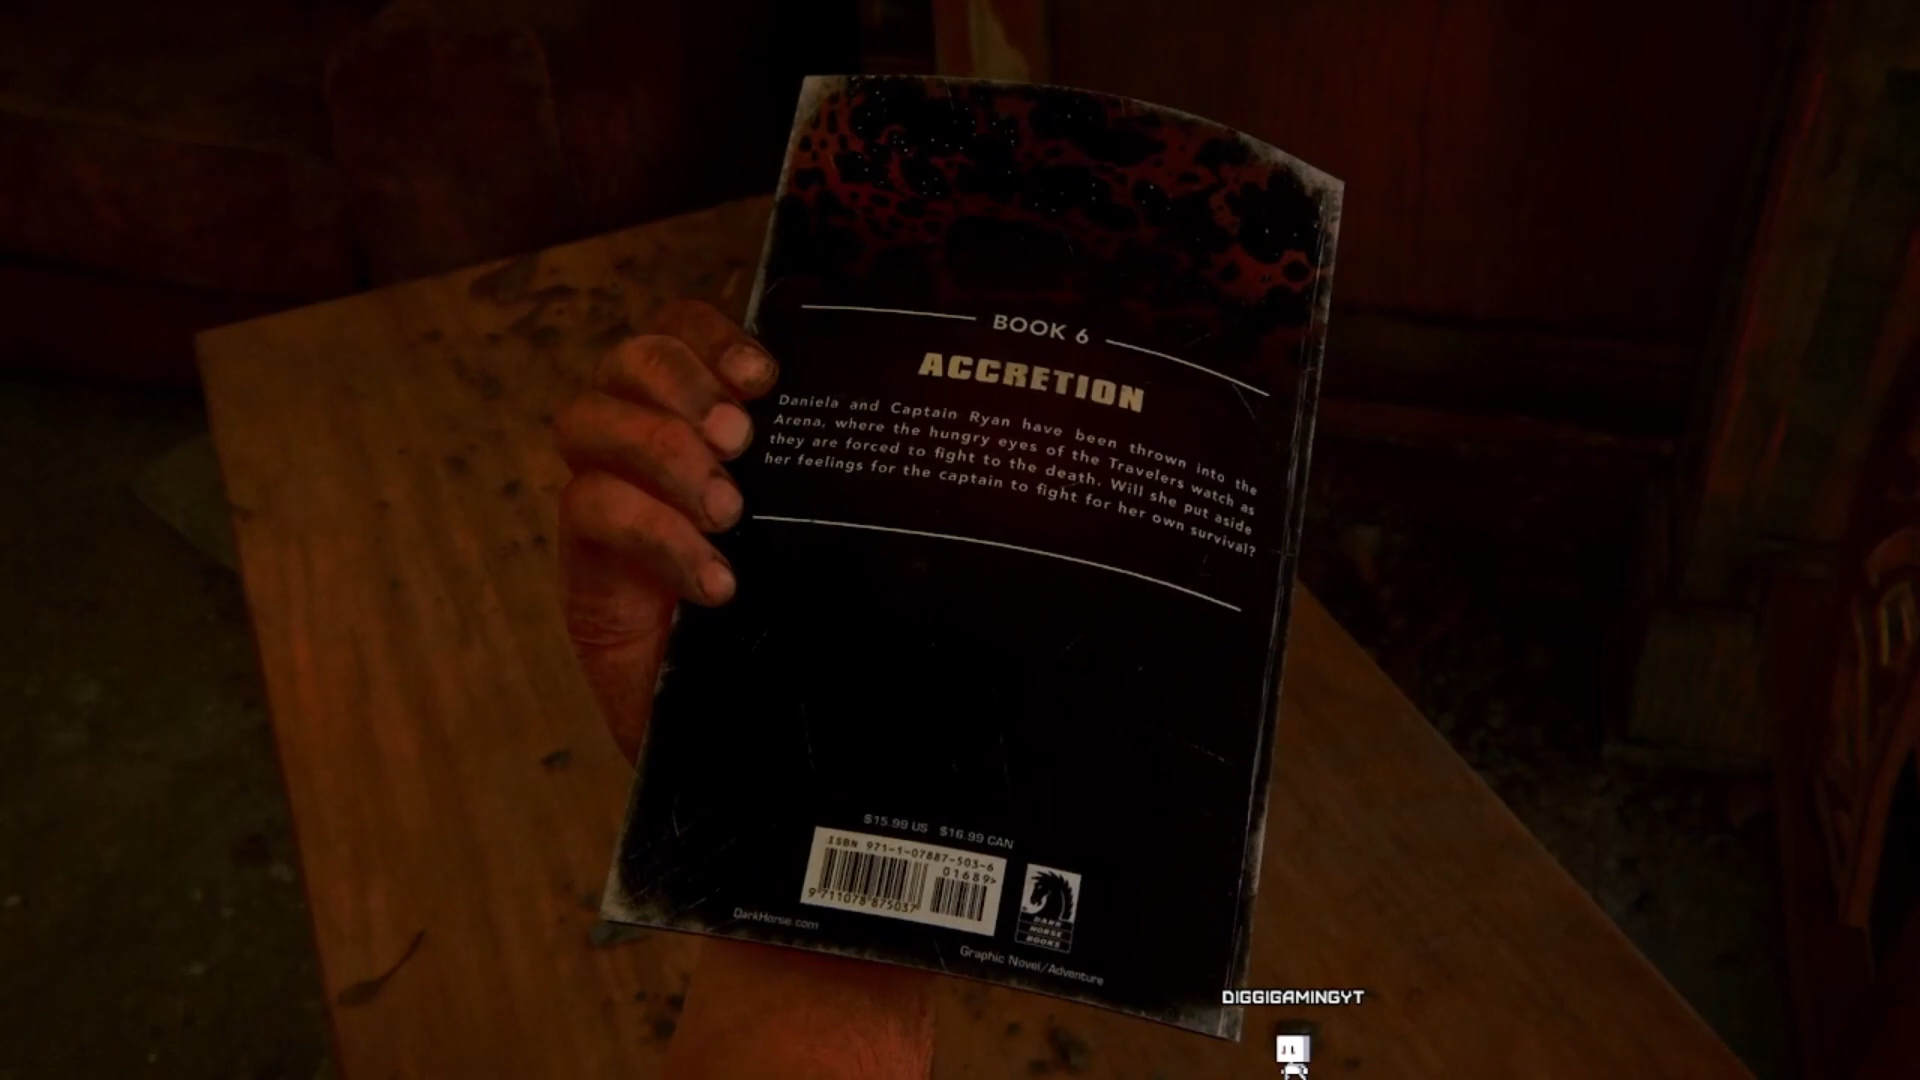 BOOK 6
ACCRETION
Daniela and Captain Ryan have been thrown into the
Arena, where the hungry eyes of the Travelers watch as
they are forced to fight to the death. Will she put aside
her feelings for the captain to fight for her own survival?
$15.99 US $16.99 CAN
ISBN 971-1-07887-503-6
01689>
9 711078 875037
DARK
HORSE
BOOKS
DarkHorse.com
Graphic Novel/Adventure
DIGGIGAMINGYT